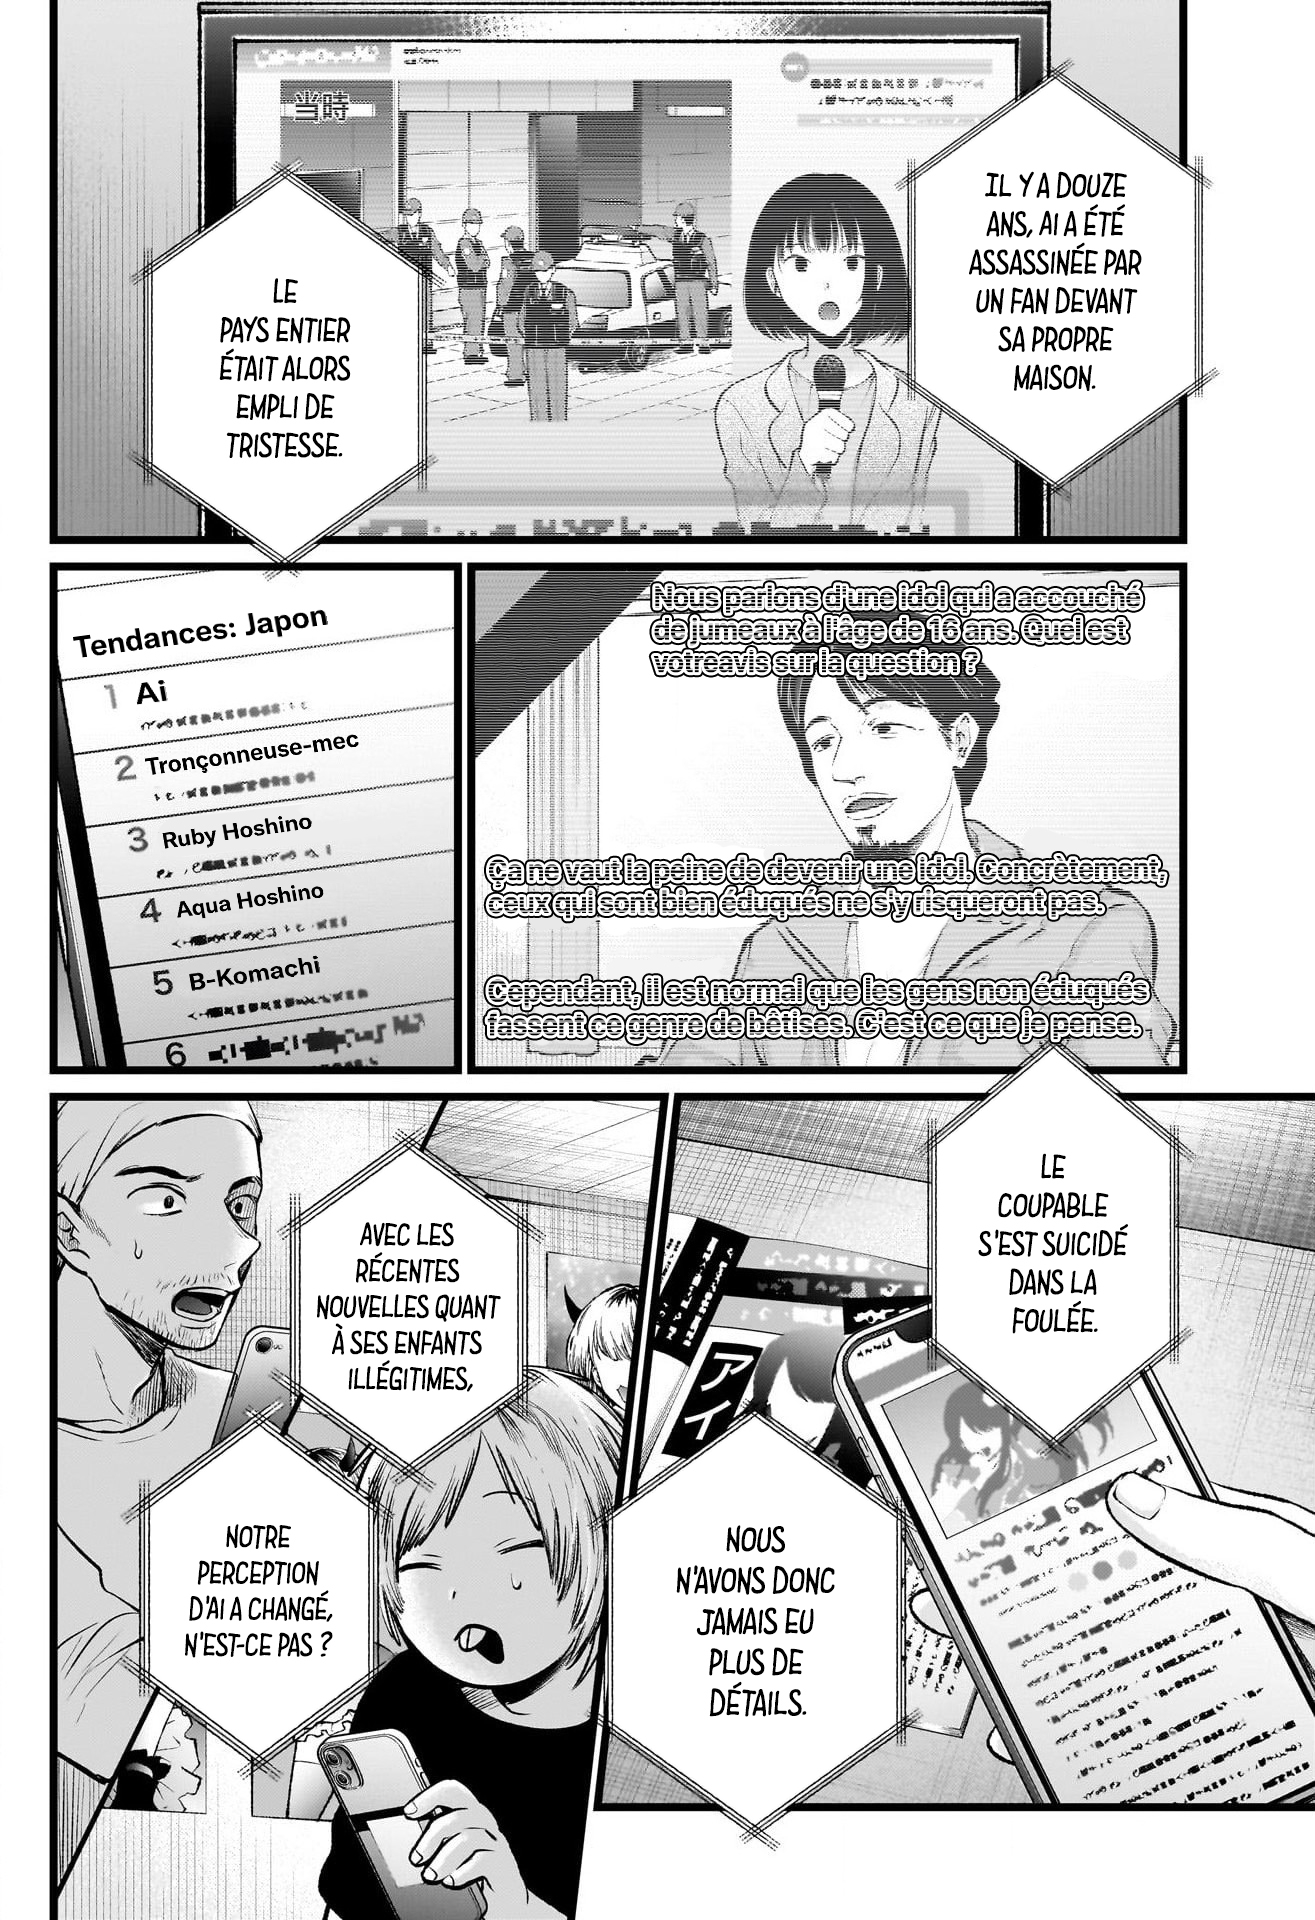 当時
IL Y A DOUZE
ANS, AI A ÉTÉ
ASSASSINÉE PAR
UN FAN DEVANT
SA PROPRE
MAISON.
LE
PAYS ENTIER
ÉTAIT ALORS
EMPLI DE
TRISTESSE.
Nous parlons d'une idol qui a accouché
de jumeaux à l'âge de 16 ans. Quel est
votreavis sur la question ?
Ça ne vaut la peine de devenir une idol. Concrètement,
ceux qui sont bien éduqués ne s'y risqueront pas.
Cependant, il est normal que les gens non éduqués
fassent ce genre de bêtises. C'est ce que je pense.
Tendances: Japon
1 Ai
2 Tronçonneuse-mec
3 Ruby Hoshino
4 Aqua Hoshino
5 B-Komachi
6
LE
COUPABLE
S'EST SUICIDÉ
DANS LA
FOULÉE.
アイ
NOUS
N'AVONS DONC
JAMAIS EU
PLUS DE
DÉTAILS.
AVEC LES
RÉCENTES
NOUVELLES QUANT
À SES ENFANTS
ILLÉGITIMES,
NOTRE
PERCEPTION
D'AI A CHANGÉ,
N'EST-CE PAS ?